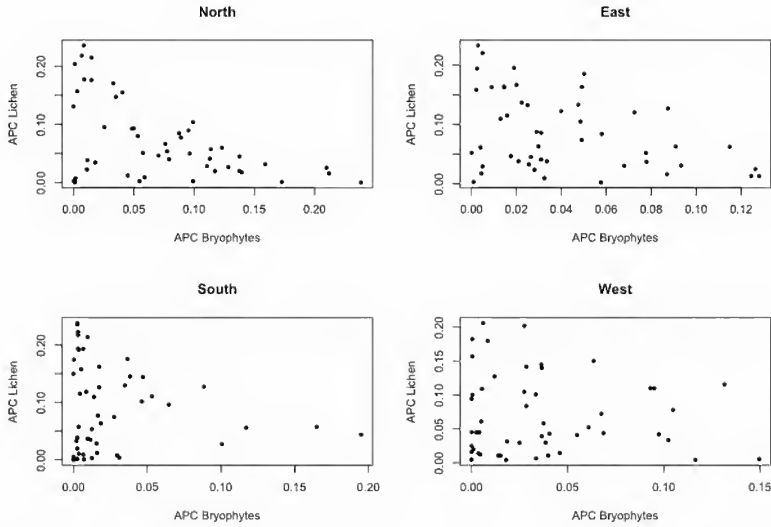 North
APC Lichen
0.20
0.10
0.00
0.00 0.05 0.10 0.15 0.20
APC Bryophytes
East
APC Lichen
0.20
0.10
0.00
0.00 0.02 0.04 0.06 0.08 0.10 0.12
APC Bryophytes
South
APC Lichen
0.20
0.10
0.00
0.00 0.05 0.10 0.15 0.20
APC Bryophytes
West
APC Lichen
0.20
0.15
0.10
0.05
0.00
0.00 0.05 0.10 0.15
APC Bryophytes